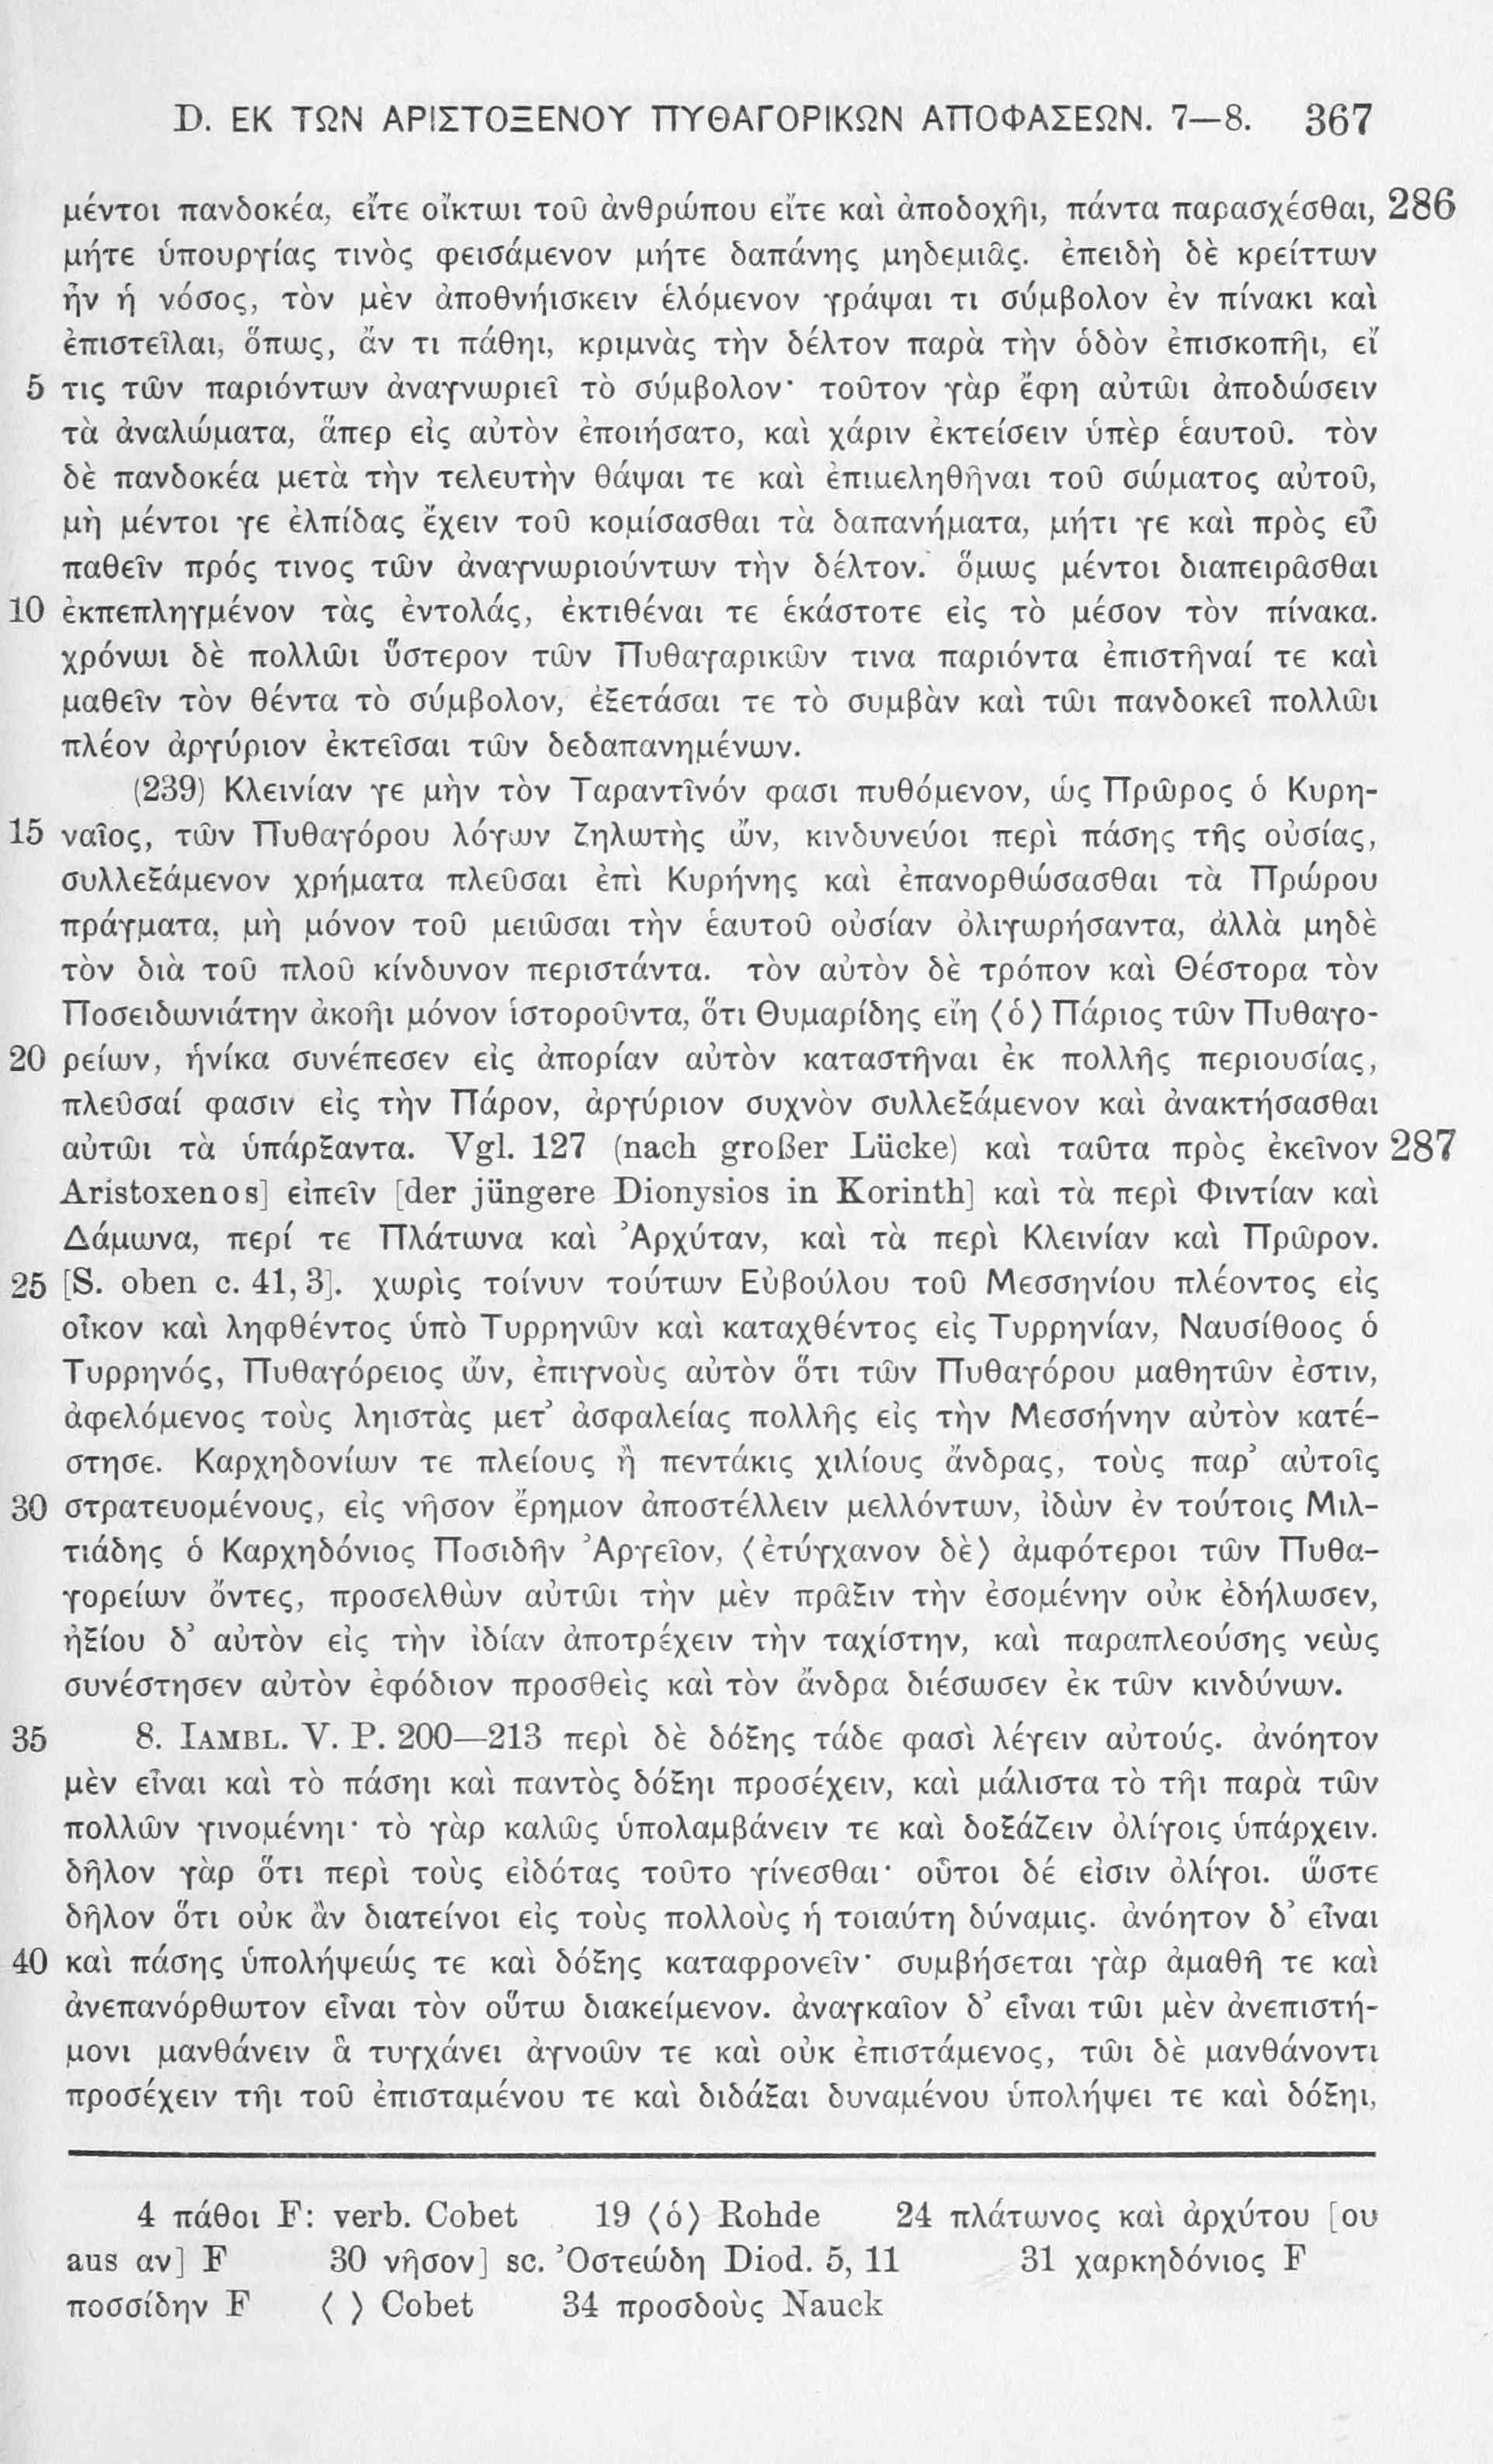 D. ΕΚ ΤΩΝ ΑΡΙΣΤΟΞΕΝΟΥ ΠΥΘΑΓΟΡΙΚΩΝ ΑΠΟΦΑΣΕΩΝ. 7—8. 367
μέντοι πανδοκέα, εἴτε οἴκτωι τοῦ ἀνθρώπου εἴτε καὶ ἀποδοχῆι, πάντα παρασχέσθαι, 286
μήτε ὑπουργίας τινὸς φεισάμενον μήτε δαπάνης μηδεμιᾶς. ἐπειδὴ δὲ κρείττων
ἦν ἡ νόσος, τὸν μὲν ἀποθνήισκειν ἑλόμενον γράψαι τι σύμβολον ἐν πίνακι καὶ
ἐπιστεῖλαι, ὅπως, ἄν τι πάθηι, κριμνὰς τὴν δέλτον παρὰ τὴν ὁδὸν ἐπισκοπῆι, εἴ
5 τις τῶν παριόντων ἀναγνωριεῖ τὸ σύμβολον· τοῦτον γὰρ ἔφη αὐτῶι ἀποδώσειν
τὰ ἀναλώματα, ἅπερ εἰς αὐτὸν ἐποιήσατο, καὶ χάριν ἐκτείσειν ὑπὲρ ἑαυτοῦ. τὸν
δὲ πανδοκέα μετὰ τὴν τελευτὴν θάψαι τε καὶ ἐπιμεληθῆναι τοῦ σώματος αὐτοῦ,
μὴ μέντοι γε ἐλπίδας ἔχειν τοῦ κομίσασθαι τὰ δαπανήματα, μήτι γε καὶ πρὸς εὖ
παθεῖν πρός τινος τῶν ἀναγνωριούντων τὴν δέλτον. ὅμως μέντοι διαπειρᾶσθαι
10 ἐκπεπληγμένον τὰς ἐντολάς, ἐκτιθέναι τε ἑκάστοτε εἰς τὸ μέσον τὸν πίνακα.
χρόνωι δὲ πολλῶι ὕστερον τῶν Πυθαγαρικῶν τινα παριόντα ἐπιστῆναί τε καὶ
μαθεῖν τὸν θέντα τὸ σύμβολον, ἐξετάσαι τε τὸ συμβὰν καὶ τῶι πανδοκεῖ πολλῶι
πλέον ἀργύριον ἐκτεῖσαι τῶν δεδαπανημένων.
(239) Κλεινίαν γε μὴν τὸν Ταραντῖνόν φασι πυθόμενον, ὡς Πρῶρος ὁ Κυρη-
15 ναῖος, τῶν Πυθαγόρου λόγων ζηλωτὴς ὤν, κινδυνεύοι περὶ πάσης τῆς οὐσίας,
συλλεξάμενον χρήματα πλεῦσαι ἐπὶ Κυρήνης καὶ ἐπανορθώσασθαι τὰ Πρώρου
πράγματα, μὴ μόνον τοῦ μειῶσαι τὴν ἑαυτοῦ οὐσίαν ὀλιγωρήσαντα, ἀλλὰ μηδὲ
τὸν διὰ τοῦ πλοῦ κίνδυνον περιστάντα. τὸν αὐτὸν δὲ τρόπον καὶ Θέστορα τὸν
Ποσειδωνιάτην ἀκοῆι μόνον ἱστοροῦντα, ὅτι Θυμαρίδης εἴη ⟨ὁ⟩ Πάριος τῶν Πυθαγο-
20 ρείων, ἡνίκα συνέπεσεν εἰς ἀπορίαν αὐτὸν καταστῆναι ἐκ πολλῆς περιουσίας,
πλεῦσαί φασιν εἰς τὴν Πάρον, ἀργύριον συχνὸν συλλεξάμενον καὶ ἀνακτήσασθαι
αὐτῶι τὰ ὑπάρξαντα. Vgl. 127 (nach großer Lücke) καὶ ταῦτα πρὸς ἐκεῖνον 287
Aristoxenos] εἰπεῖν [der jüngere Dionysios in Korinth] καὶ τὰ περὶ Φιντίαν καὶ
Δάμωνα, περί τε Πλάτωνα καὶ Ἀρχύταν, καὶ τὰ περὶ Κλεινίαν καὶ Πρῶρον.
25 [S. oben c. 41, 3]. χωρὶς τοίνυν τούτων Εὐβούλου τοῦ Μεσσηνίου πλέοντος εἰς
οἶκον καὶ ληφθέντος ὑπὸ Τυρρηνῶν καὶ καταχθέντος εἰς Τυρρηνίαν, Ναυσίθοος ὁ
Τυρρηνός, Πυθαγόρειος ὤν, ἐπιγνοὺς αὐτὸν ὅτι τῶν Πυθαγόρου μαθητῶν ἐστιν,
ἀφελόμενος τοὺς ληιστὰς μετ’ ἀσφαλείας πολλῆς εἰς τὴν Μεσσήνην αὐτὸν κατέ-
στησε. Καρχηδονίων τε πλείους ἢ πεντάκις χιλίους ἄνδρας, τοὺς παρ’ αὐτοῖς
30 στρατευομένους, εἰς νῆσον ἔρημον ἀποστέλλειν μελλόντων, ἰδὼν ἐν τούτοις Μιλ-
τιάδης ὁ Καρχηδόνιος Ποσιδῆν Ἀργεῖον, ⟨ἐτύγχανον δὲ⟩ ἀμφότεροι τῶν Πυθα-
γορείων ὄντες, προσελθὼν αὐτῶι τὴν μὲν πρᾶξιν τὴν ἐσομένην οὐκ ἐδήλωσεν,
ἠξίου δ’ αὐτὸν εἰς τὴν ἰδίαν ἀποτρέχειν τὴν ταχίστην, καὶ παραπλεούσης νεὼς
συνέστησεν αὐτὸν ἐφόδιον προσθεὶς καὶ τὸν ἄνδρα διέσωσεν ἐκ τῶν κινδύνων.
35 8. IAMBL. V. P. 200—213 περὶ δὲ δόξης τάδε φασὶ λέγειν αὐτούς. ἀνόητον
μὲν εἶναι καὶ τὸ πάσηι καὶ παντὸς δόξηι προσέχειν, καὶ μάλιστα τὸ τῆι παρὰ τῶν
πολλῶν γινομένηι· τὸ γὰρ καλῶς ὑπολαμβάνειν τε καὶ δοξάζειν ὀλίγοις ὑπάρχειν.
δῆλον γὰρ ὅτι περὶ τοὺς εἰδότας τοῦτο γίνεσθαι· οὗτοι δέ εἰσιν ὀλίγοι. ὥστε
δῆλον ὅτι οὐκ ἂν διατείνοι εἰς τοὺς πολλοὺς ἡ τοιαύτη δύναμις. ἀνόητον δ’ εἶναι
40 καὶ πάσης ὑπολήψεώς τε καὶ δόξης καταφρονεῖν· συμβήσεται γὰρ ἀμαθῆ τε καὶ
ἀνεπανόρθωτον εἶναι τὸν οὕτω διακείμενον. ἀναγκαῖον δ’ εἶναι τῶι μὲν ἀνεπιστή-
μονι μανθάνειν ἃ τυγχάνει ἀγνοῶν τε καὶ οὐκ ἐπιστάμενος, τῶι δὲ μανθάνοντι
προσέχειν τῆι τοῦ ἐπισταμένου τε καὶ διδάξαι δυναμένου ὑπολήψει τε καὶ δόξηι,
4 πάθοι F: verb. Cobet 19 ⟨ὁ⟩ Rohde 24 πλάτωνος καὶ ἀρχύτου [ου
aus αν] F 30 νῆσον] sc. Ὀστεώδη Diod. 5, 11 31 χαρκηδόνιος F
ποσσίδην F ⟨ ⟩ Cobet 34 προσδοὺς Nauck